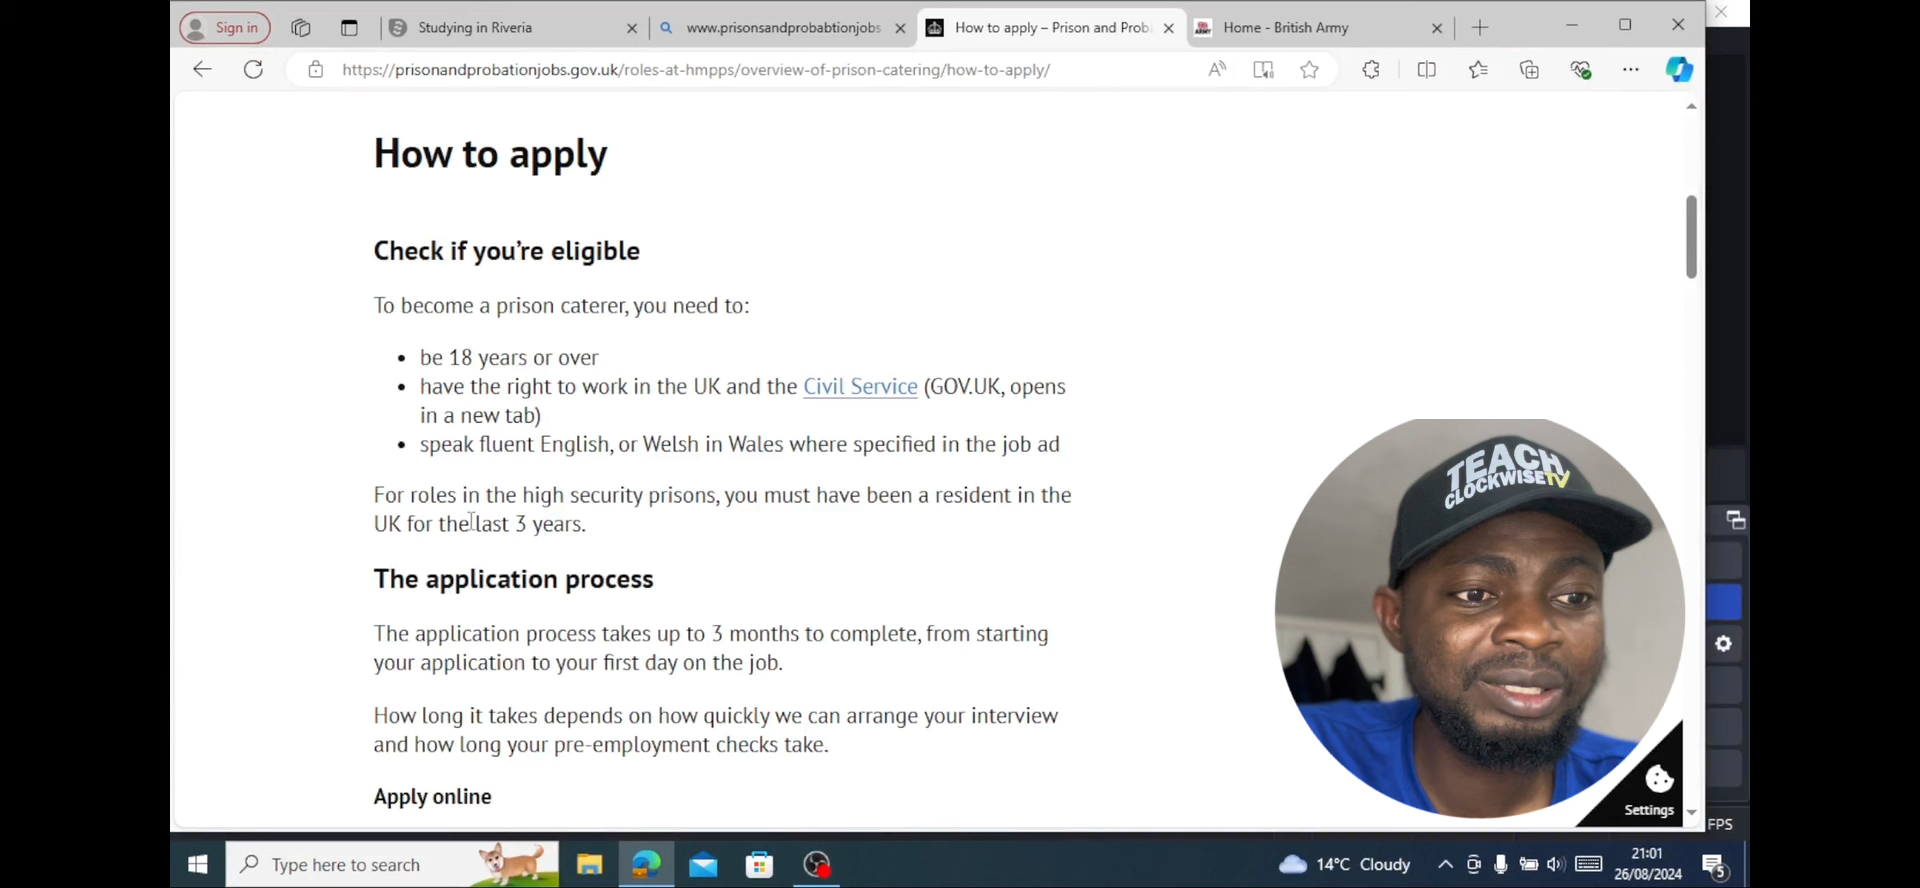 Sign in
Studying in Riveria
www.prisonsandprobabtionjobs
How to apply – Prison and Prob
Home - British Army
https://prisonandprobationjobs.gov.uk/roles-at-hmpps/overview-of-prison-catering/how-to-apply/
How to apply
Check if you're eligible
To become a prison caterer, you need to:
• be 18 years or over
• have the right to work in the UK and the Civil Service (GOV.UK, opens
in a new tab)
• speak fluent English, or Welsh in Wales where specified in the job ad
For roles in the high security prisons, you must have been a resident in the
UK for the last 3 years.
The application process
The application process takes up to 3 months to complete, from starting
your application to your first day on the job.
How long it takes depends on how quickly we can arrange your interview
and how long your pre-employment checks take.
Apply online
TEACH
CLOCKWISETV
Settings
FPS
Type here to search
14°C Cloudy
21:01
26/08/2024
5